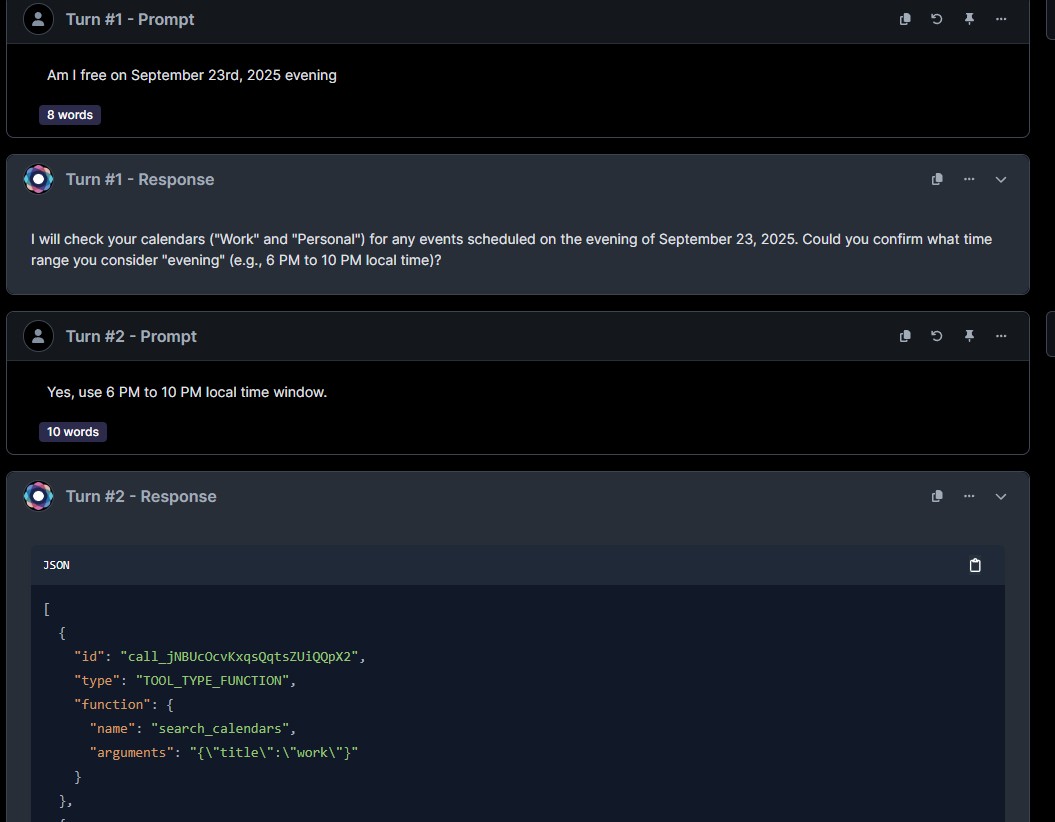 Turn #1 - Prompt
Am I free on September 23rd, 2025 evening
8 words
Turn #1 - Response
I will check your calendars ("Work" and "Personal") for any events scheduled on the evening of September 23, 2025. Could you confirm what time
range you consider "evening" (e.g., 6 PM to 10 PM local time)?
Turn #2 - Prompt
Yes, use 6 PM to 10 PM local time window.
10 words
Turn #2 - Response
JSON
[
{
"id": "call_jNBUcOcvKxqsQqtsZUiQQpX2",
"type": "TOOL_TYPE_FUNCTION",
"function": {
"name": "search_calendars",
"arguments": "{\"title\":\"work\"}"
}
},
{